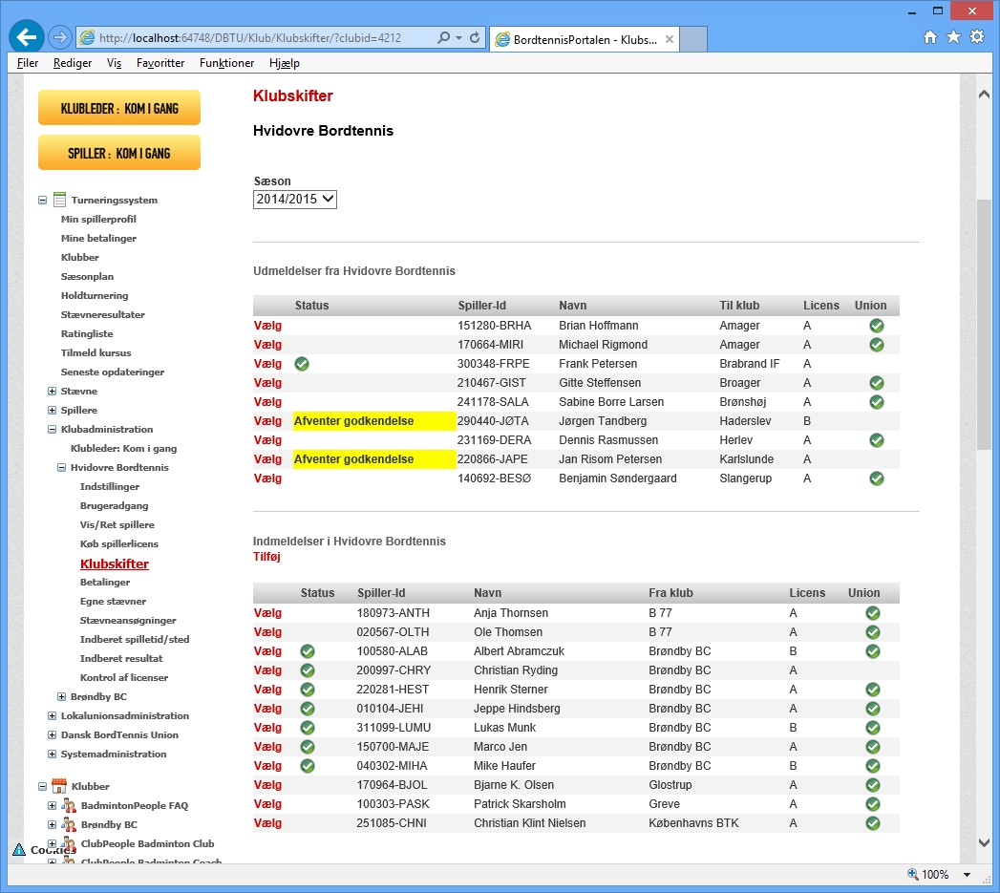 http://localhost:64748/DBTU/Klub/Klubskifter/?clubid=4212
BordtennisPortalen - Klubs...
Filer Rediger Vis Favoritter Funktioner Hjælp
KLUBLEDER : KOM I GANG
SPILLER : KOM I GANG
Turneringssystem
Min spillerprofil
Mine betalinger
Klubber
Sæsonplan
Holdturnering
Stævneresultater
Ratingliste
Tilmeld kursus
Seneste opdateringer
Stævne
Spillere
Klubadministration
Klubleder: Kom i gang
Hvidovre Bordtennis
Indstillinger
Brugeradgang
Vis/Ret spillere
Køb spillerlicens
Klubskifter
Betalinger
Egne stævner
Stævneansøgninger
Indberet spilletid/sted
Indberet resultat
Kontrol af licenser
Brøndby BC
Lokalunionsadministration
Dansk BordTennis Union
Systemadministration
Klubber
BadmintonPeople FAQ
Brøndby BC
ClubPeople Badminton Club
ClubPeople Badminton Coach
Cookies
Klubskifter
Hvidovre Bordtennis
Sæson
2014/2015
Udmeldelser fra Hvidovre Bordtennis
Status Spiller-Id Navn Til klub Licens Union
Vælg 151280-BRHA Brian Hoffmann Amager A
Vælg 170664-MIRI Michael Rigmond Amager A
Vælg 300348-FRPE Frank Petersen Brabrand IF A
Vælg 210467-GIST Gitte Steffensen Broager A
Vælg 241178-SALA Sabine Borre Larsen Brønshøj A
Vælg Afventer godkendelse 290440-JØTA Jørgen Tandberg Haderslev B
Vælg 231169-DERA Dennis Rasmussen Herlev A
Vælg Afventer godkendelse 220866-JAPE Jan Risom Petersen Karlslunde A
Vælg 140692-BESØ Benjamin Søndergaard Slangerup A
Indmeldelser i Hvidovre Bordtennis
Tilføj
Status Spiller-Id Navn Fra klub Licens Union
Vælg 180973-ANTH Anja Thornsen B 77 A
Vælg 020567-OLTH Ole Thomsen B 77 A
Vælg 100580-ALAB Albert Abramczuk Brøndby BC B
Vælg 200997-CHRY Christian Ryding Brøndby BC A
Vælg 220281-HEST Henrik Sterner Brøndby BC A
Vælg 010104-JEHI Jeppe Hindsberg Brøndby BC A
Vælg 311099-LUMU Lukas Munk Brøndby BC B
Vælg 150700-MAJE Marco Jen Brøndby BC A
Vælg 040302-MIHA Mike Haufer Brøndby BC B
Vælg 170964-BJOL Bjarne K. Olsen Glostrup A
Vælg 100303-PASK Patrick Skarsholm Greve A
Vælg 251085-CHNI Christian Klint Nielsen Københavns BTK A
100%